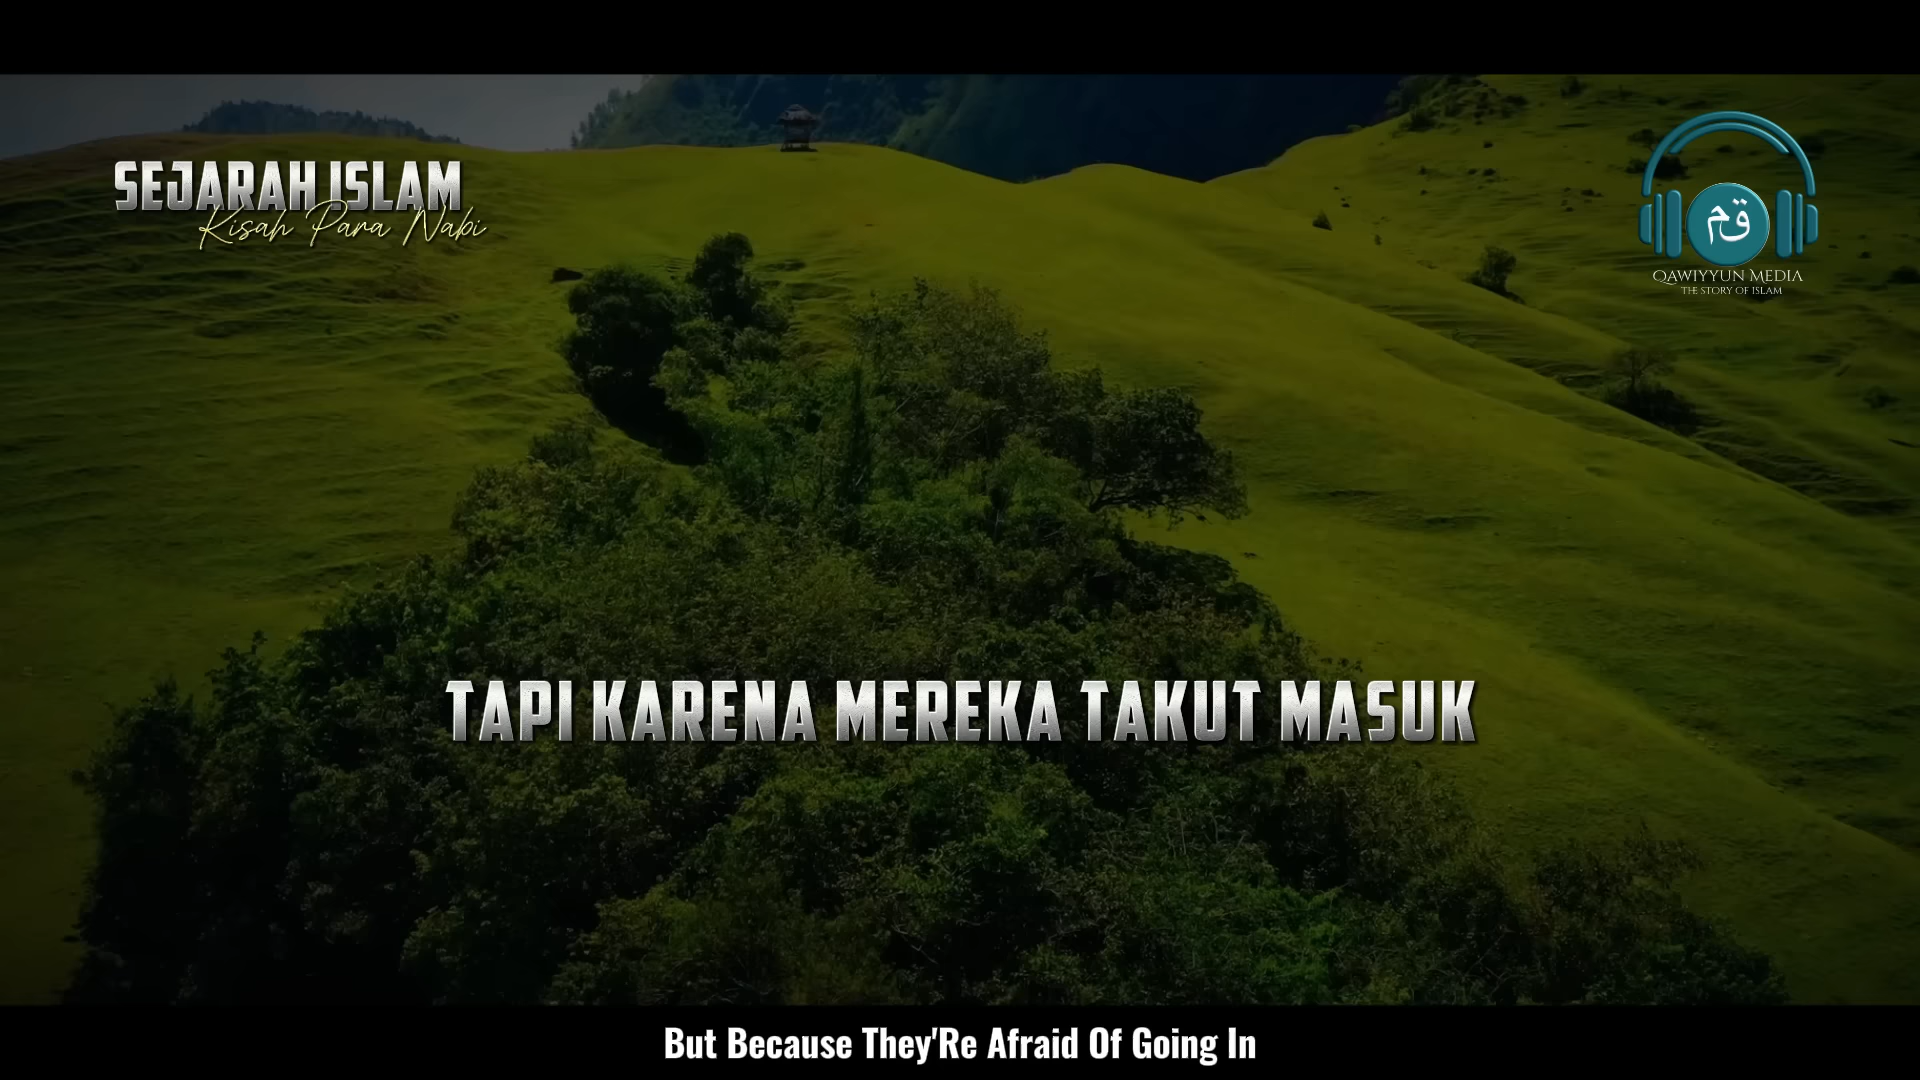 SEJARAH ISLAM
Kisah Para Nabi
قم
QAWIYYUN MEDIA
THE STORY OF ISLAM
TAPI KARENA MEREKA TAKUT MASUK
But Because They'Re Afraid Of Going In